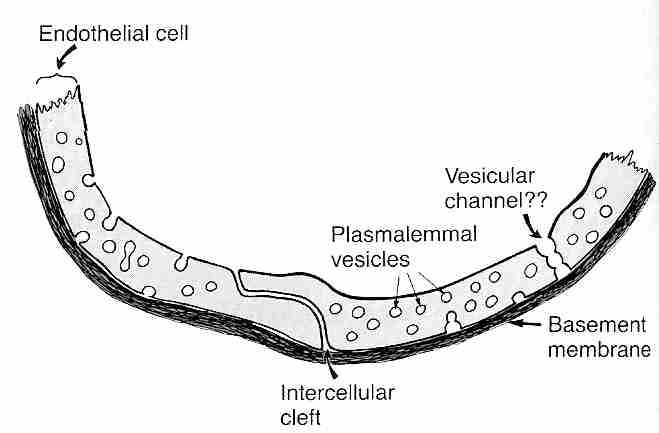 Endothelial cell
Vesicular
channel??
Plasmalemmal
vesicles
Basement
membrane
Intercellular
cleft